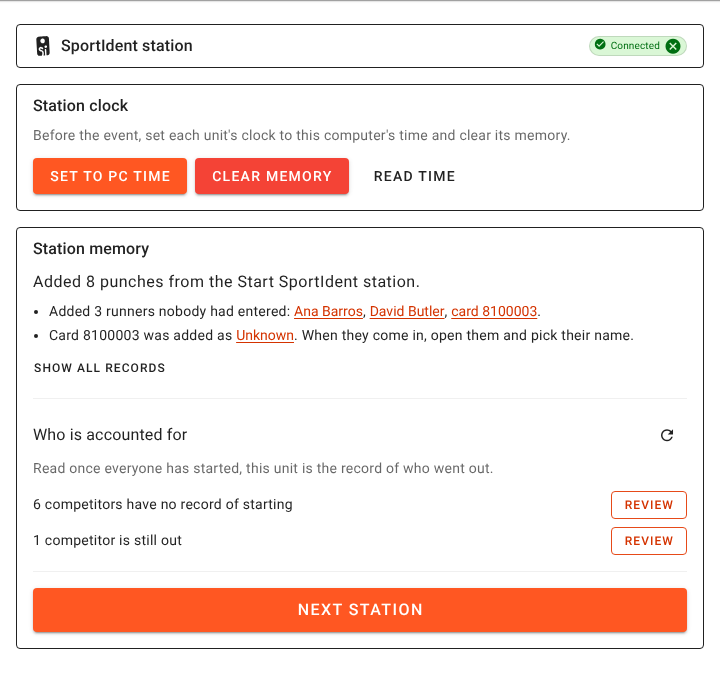 SportIdent station
Connected
Station clock
Before the event, set each unit's clock to this computer's time and clear its memory.
SET TO PC TIME
CLEAR MEMORY
READ TIME
Station memory
Added 8 punches from the Start SportIdent station.
• Added 3 runners nobody had entered: Ana Barros, David Butler, card 8100003.
• Card 8100003 was added as Unknown. When they come in, open them and pick their name.
SHOW ALL RECORDS
Who is accounted for
Read once everyone has started, this unit is the record of who went out.
6 competitors have no record of starting
REVIEW
1 competitor is still out
REVIEW
NEXT STATION